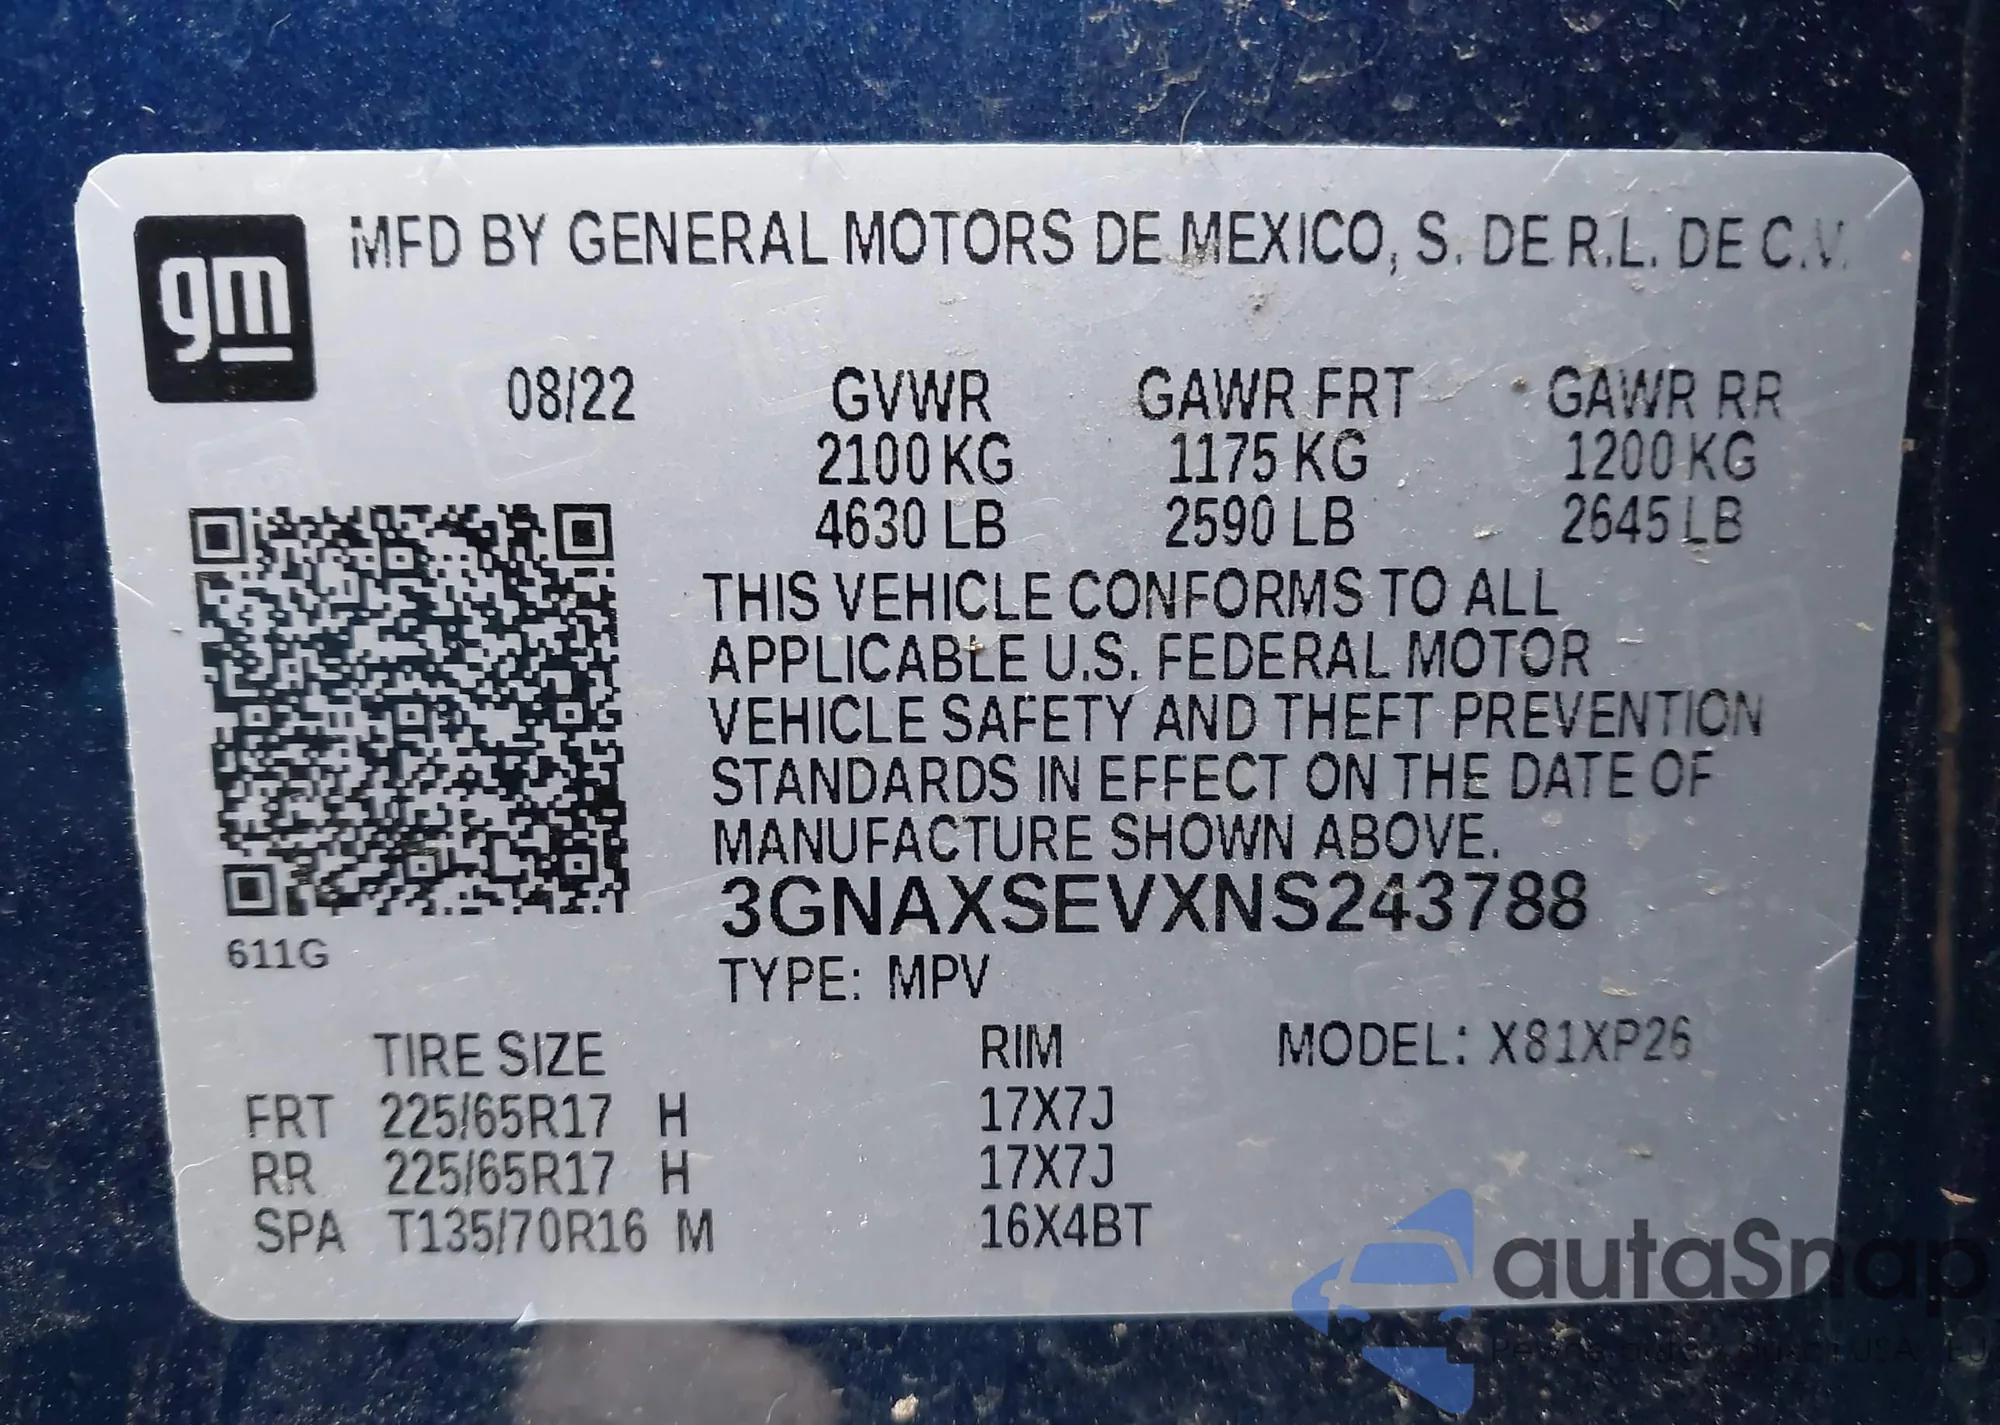 gm
MFD BY GENERAL MOTORS DE MEXICO, S. DE R.L. DE C.V.
08/22 GVWR GAWR FRT GAWR RR
2100 KG 1175 KG 1200 KG
4630 LB 2590 LB 2645 LB
THIS VEHICLE CONFORMS TO ALL
APPLICABLE U.S. FEDERAL MOTOR
VEHICLE SAFETY AND THEFT PREVENTION
STANDARDS IN EFFECT ON THE DATE OF
MANUFACTURE SHOWN ABOVE.
3GNAXSEVXNS243788
611G
TYPE: MPV
TIRE SIZE RIM MODEL: X81XP26
FRT 225/65R17 H 17X7J
RR 225/65R17 H 17X7J
SPA T135/70R16 M 16X4BT
autaSnap
USA EU